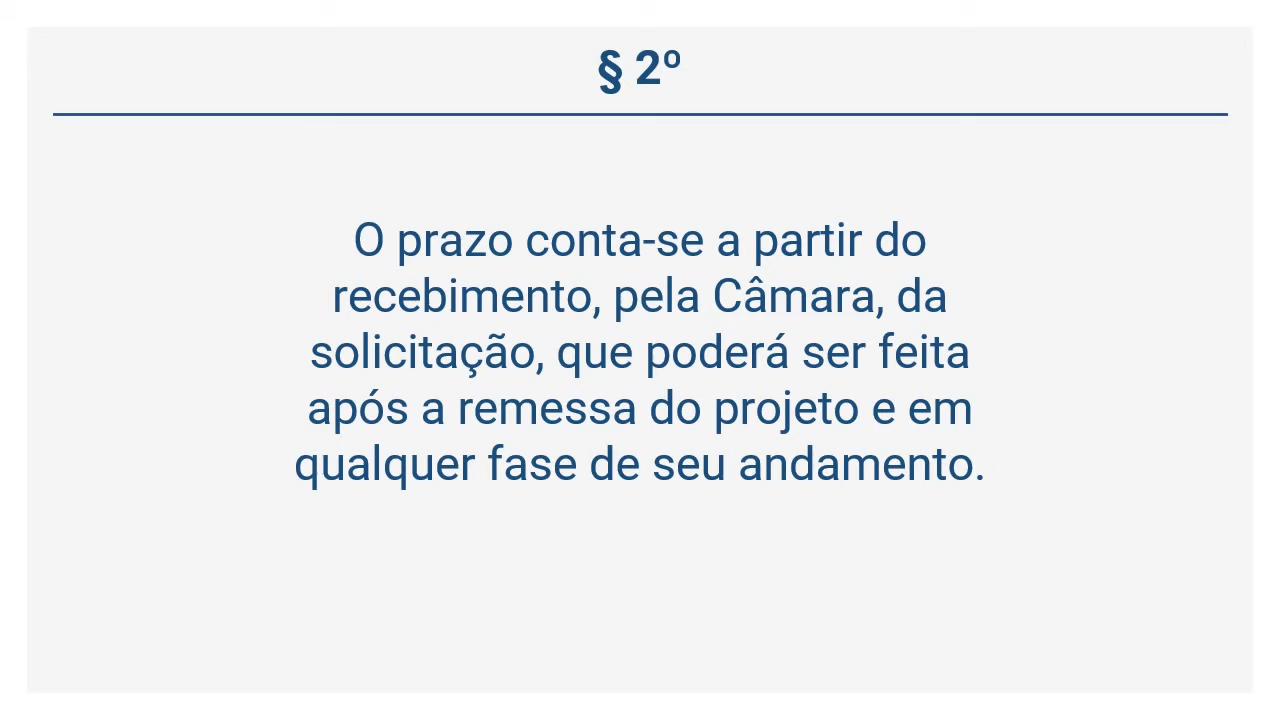 § 2º
O prazo conta-se a partir do
recebimento, pela Câmara, da
solicitação, que poderá ser feita
após a remessa do projeto e em
qualquer fase de seu andamento.